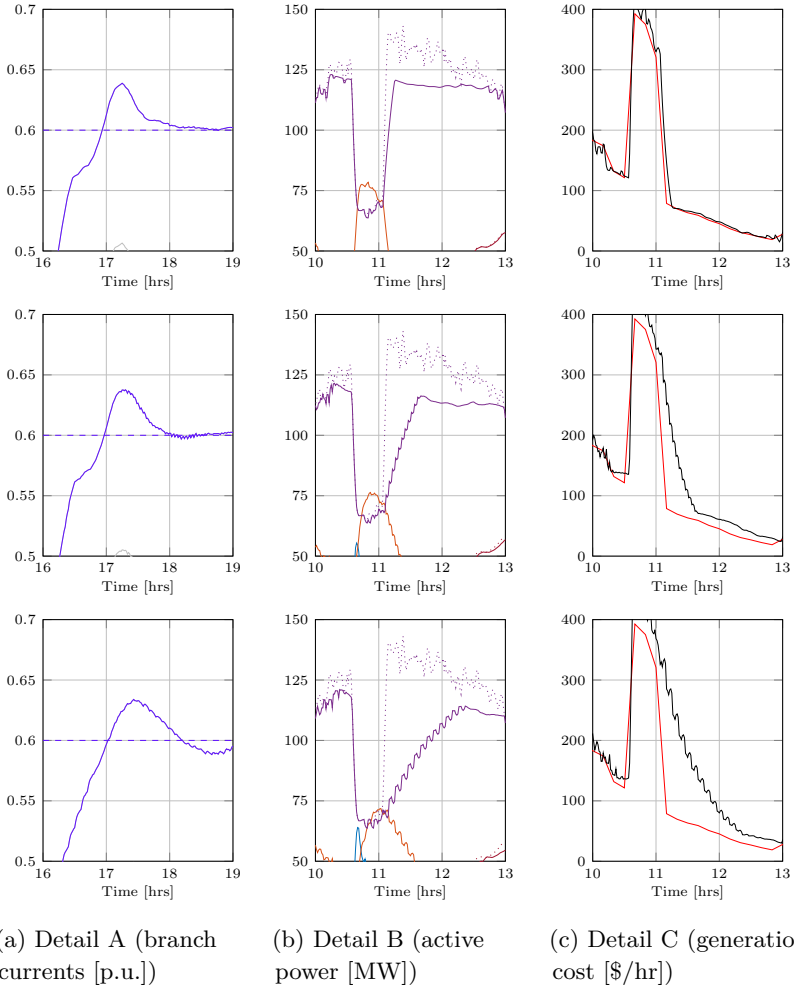 0.7
0.65
0.6
0.55
0.5
16 17 18 19
Time [hrs]
150
125
100
75
50
10 11 12 13
Time [hrs]
400
300
200
100
0
10 11 12 13
Time [hrs]
0.7
0.65
0.6
0.55
0.5
16 17 18 19
Time [hrs]
150
125
100
75
50
10 11 12 13
Time [hrs]
400
300
200
100
0
10 11 12 13
Time [hrs]
0.7
0.65
0.6
0.55
0.5
16 17 18 19
Time [hrs]
150
125
100
75
50
10 11 12 13
Time [hrs]
400
300
200
100
0
10 11 12 13
Time [hrs]
a) Detail A (branch
currents [p.u.])
(b) Detail B (active
power [MW])
(c) Detail C (generatio
cost [$/hr])